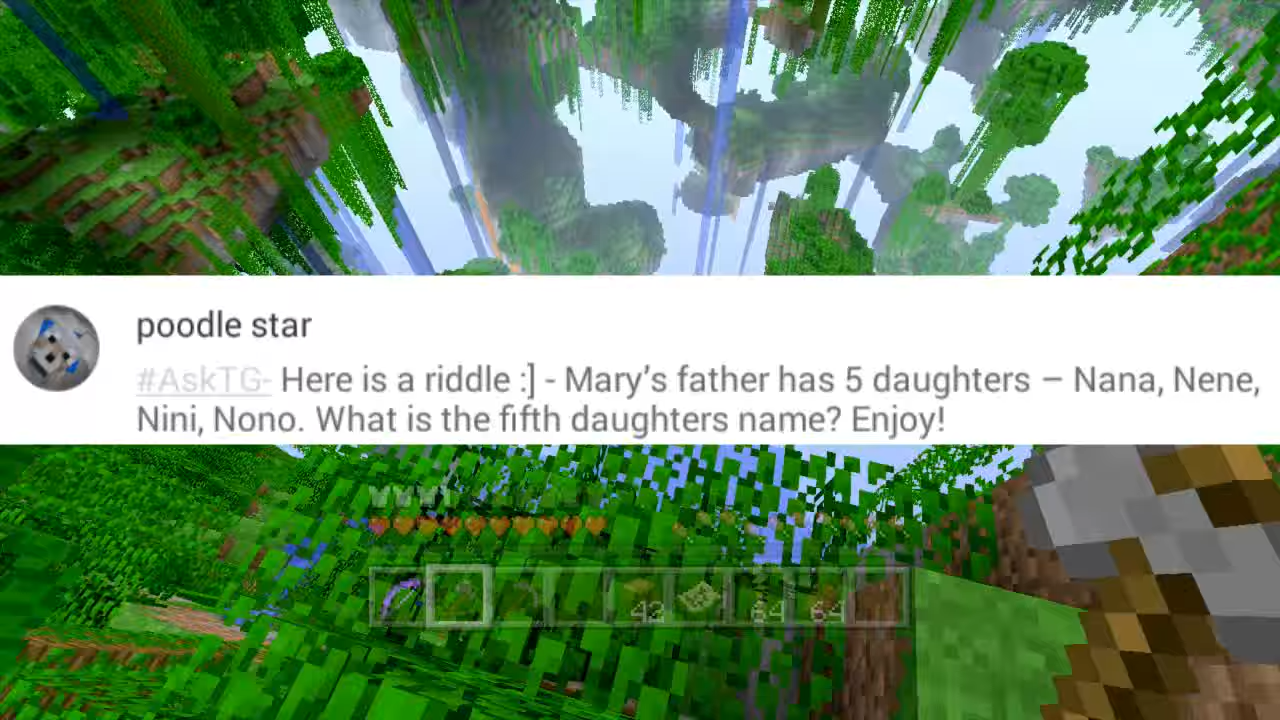 poodle star
#AskTG- Here is a riddle :] - Mary’s father has 5 daughters – Nana, Nene,
Nini, Nono. What is the fifth daughters name? Enjoy!
42 64 64